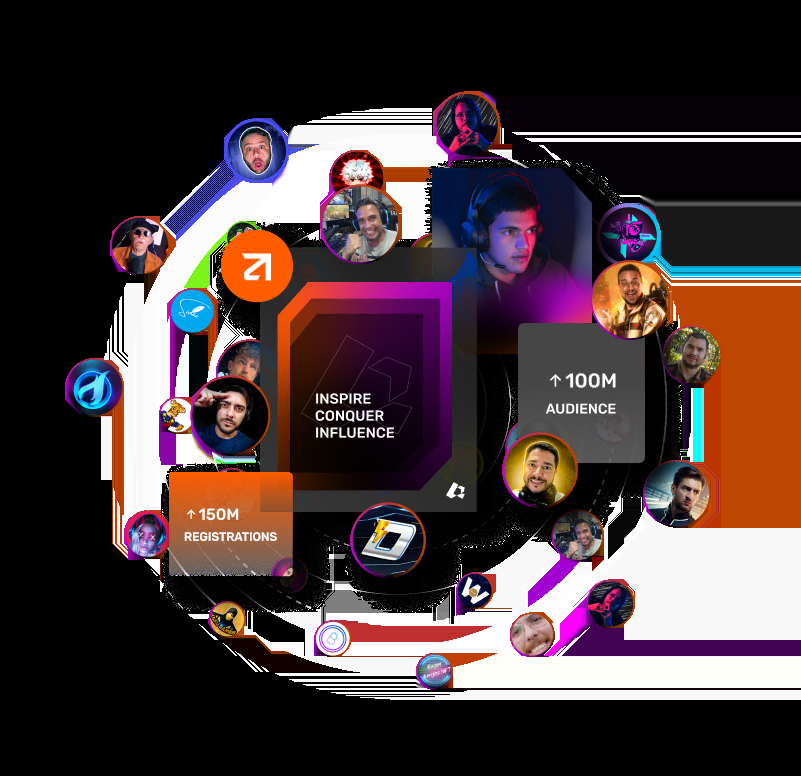 INSPIRE
CONQUER
INFLUENCE
↑ 100M
AUDIENCE
↑ 150M
REGISTRATIONS
W